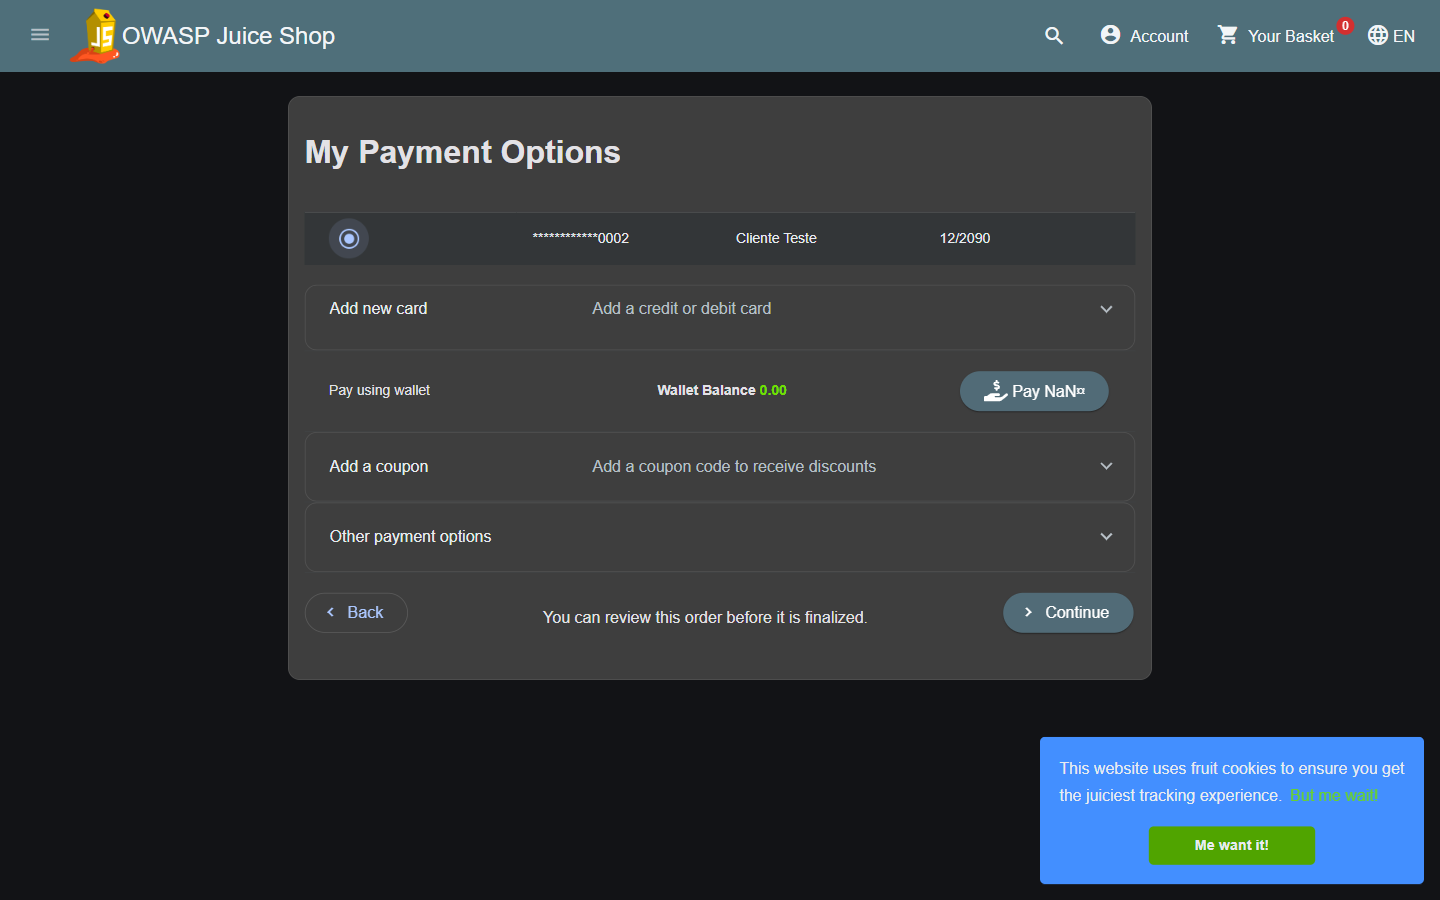 OWASP Juice Shop
Account
Your Basket
0
EN
My Payment Options
************0002
Cliente Teste
12/2090
Add new card
Add a credit or debit card
Pay using wallet
Wallet Balance 0.00
Pay NaN¤
Add a coupon
Add a coupon code to receive discounts
Other payment options
Back
You can review this order before it is finalized.
Continue
This website uses fruit cookies to ensure you get
the juiciest tracking experience. But me wait!
Me want it!